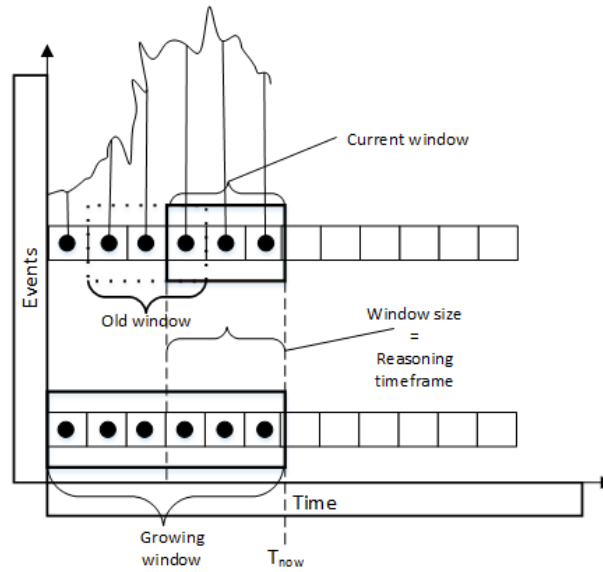 Current window
Events
Old window
Window size
=
Reasoning
timeframe
Time
Growing
window
Tnow